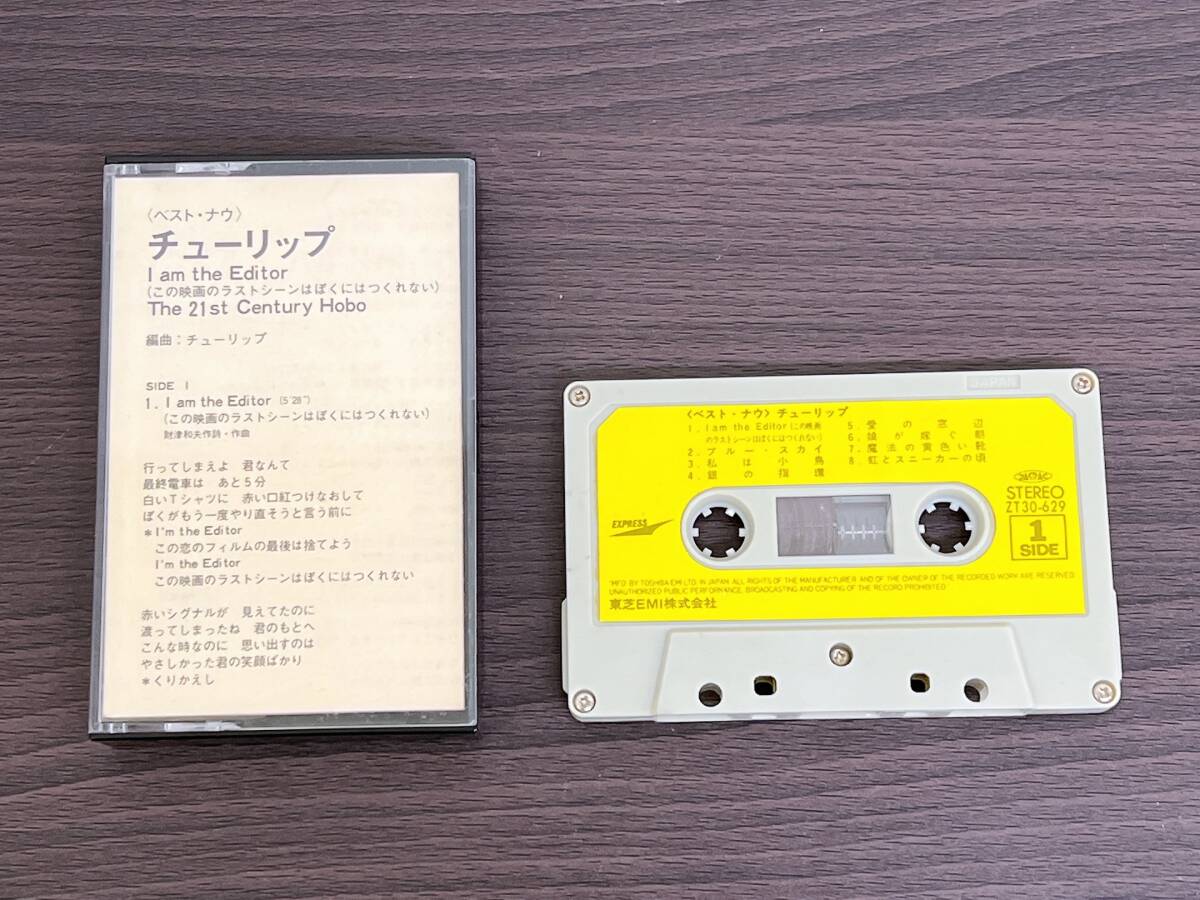 〈ベスト・ナウ〉
チューリップ
I am the Editor
(この映画のラストシーンはぼくにはつくれない)
The 21st Century Hobo
編曲:チューリップ
SIDE 1
1. I am the Editor (5'28")
(この映画のラストシーンはぼくにはつくれない)
財津和夫作詩・作曲
行ってしまえよ 君なんて
最終電車は あと5分
白いTシャツに 赤い口紅つけなおして
ぼくがもう一度やり直そうと言う前に
*I'm the Editor
この恋のフィルムの最後は捨てよう
I'm the Editor
この映画のラストシーンはぼくにはつくれない
赤いシグナルが 見えてたのに
渡ってしまったね 君のもとへ
こんな時なのに 思い出すのは
やさしかった君の笑顔ばかり
*くりかえし
JAPAN
〈ベスト・ナウ〉チューリップ
1. I am the Editor (この映画
のラストシーンはぼくにはつくれない)
2. ブルー・スカイ
3. 私は小鳥
4. 銀の指環
5. 愛の窓辺
6. 娘が嫁ぐ朝
7. 魔法の黄色い靴
8. 虹とスニーカーの頃
EXPRESS
STEREO
ZT30-629
1
SIDE
MF'D BY TOSHIBA EMI LTD. IN JAPAN. ALL RIGHTS OF THE MANUFACTURER AND OF THE OWNER OF THE RECORDED WORK ARE RESERVED.
UNAUTHORIZED PUBLIC PERFORMANCE, BROADCASTING AND COPYING OF THE RECORD PROHIBITED
東芝EMI株式会社